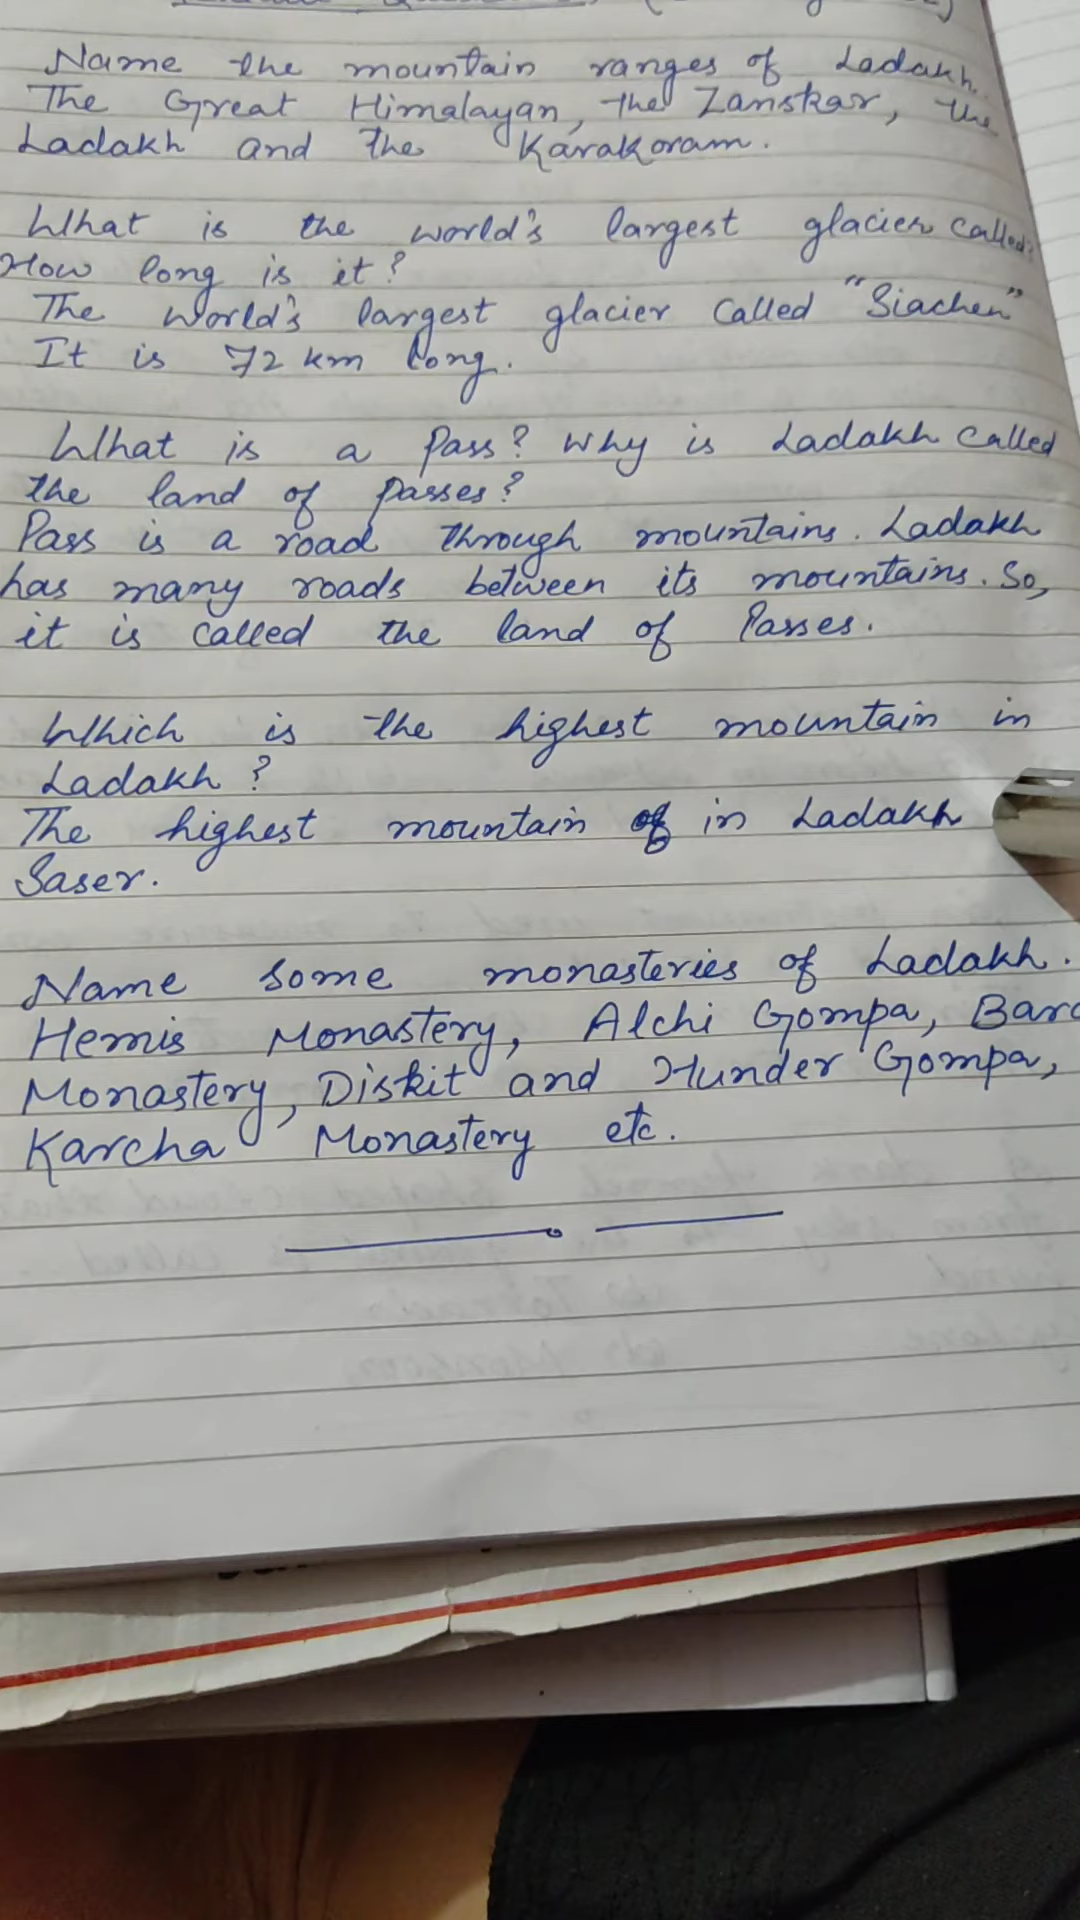 Name the mountain ranges of Ladakh.
The Great Himalayan, the Zanskar, the
Ladakh and the Karakoram.
What is the world's largest glacier called?
How long is it?
The world's largest glacier called "Siachen"
It is 72 km long.
What is a pass? Why is Ladakh called
the land of passes?
Pass is a road through mountains. Ladakh
has many roads between its mountains. So,
it is called the land of Passes.
Which is the highest mountain in
Ladakh ?
The highest mountain in Ladakh
Saser.
Name some monasteries of Ladakh.
Hemis Monastery, Alchi Gompa,
Monastery, Diskit and Hunder Gompa,
Karcha Monastery etc.